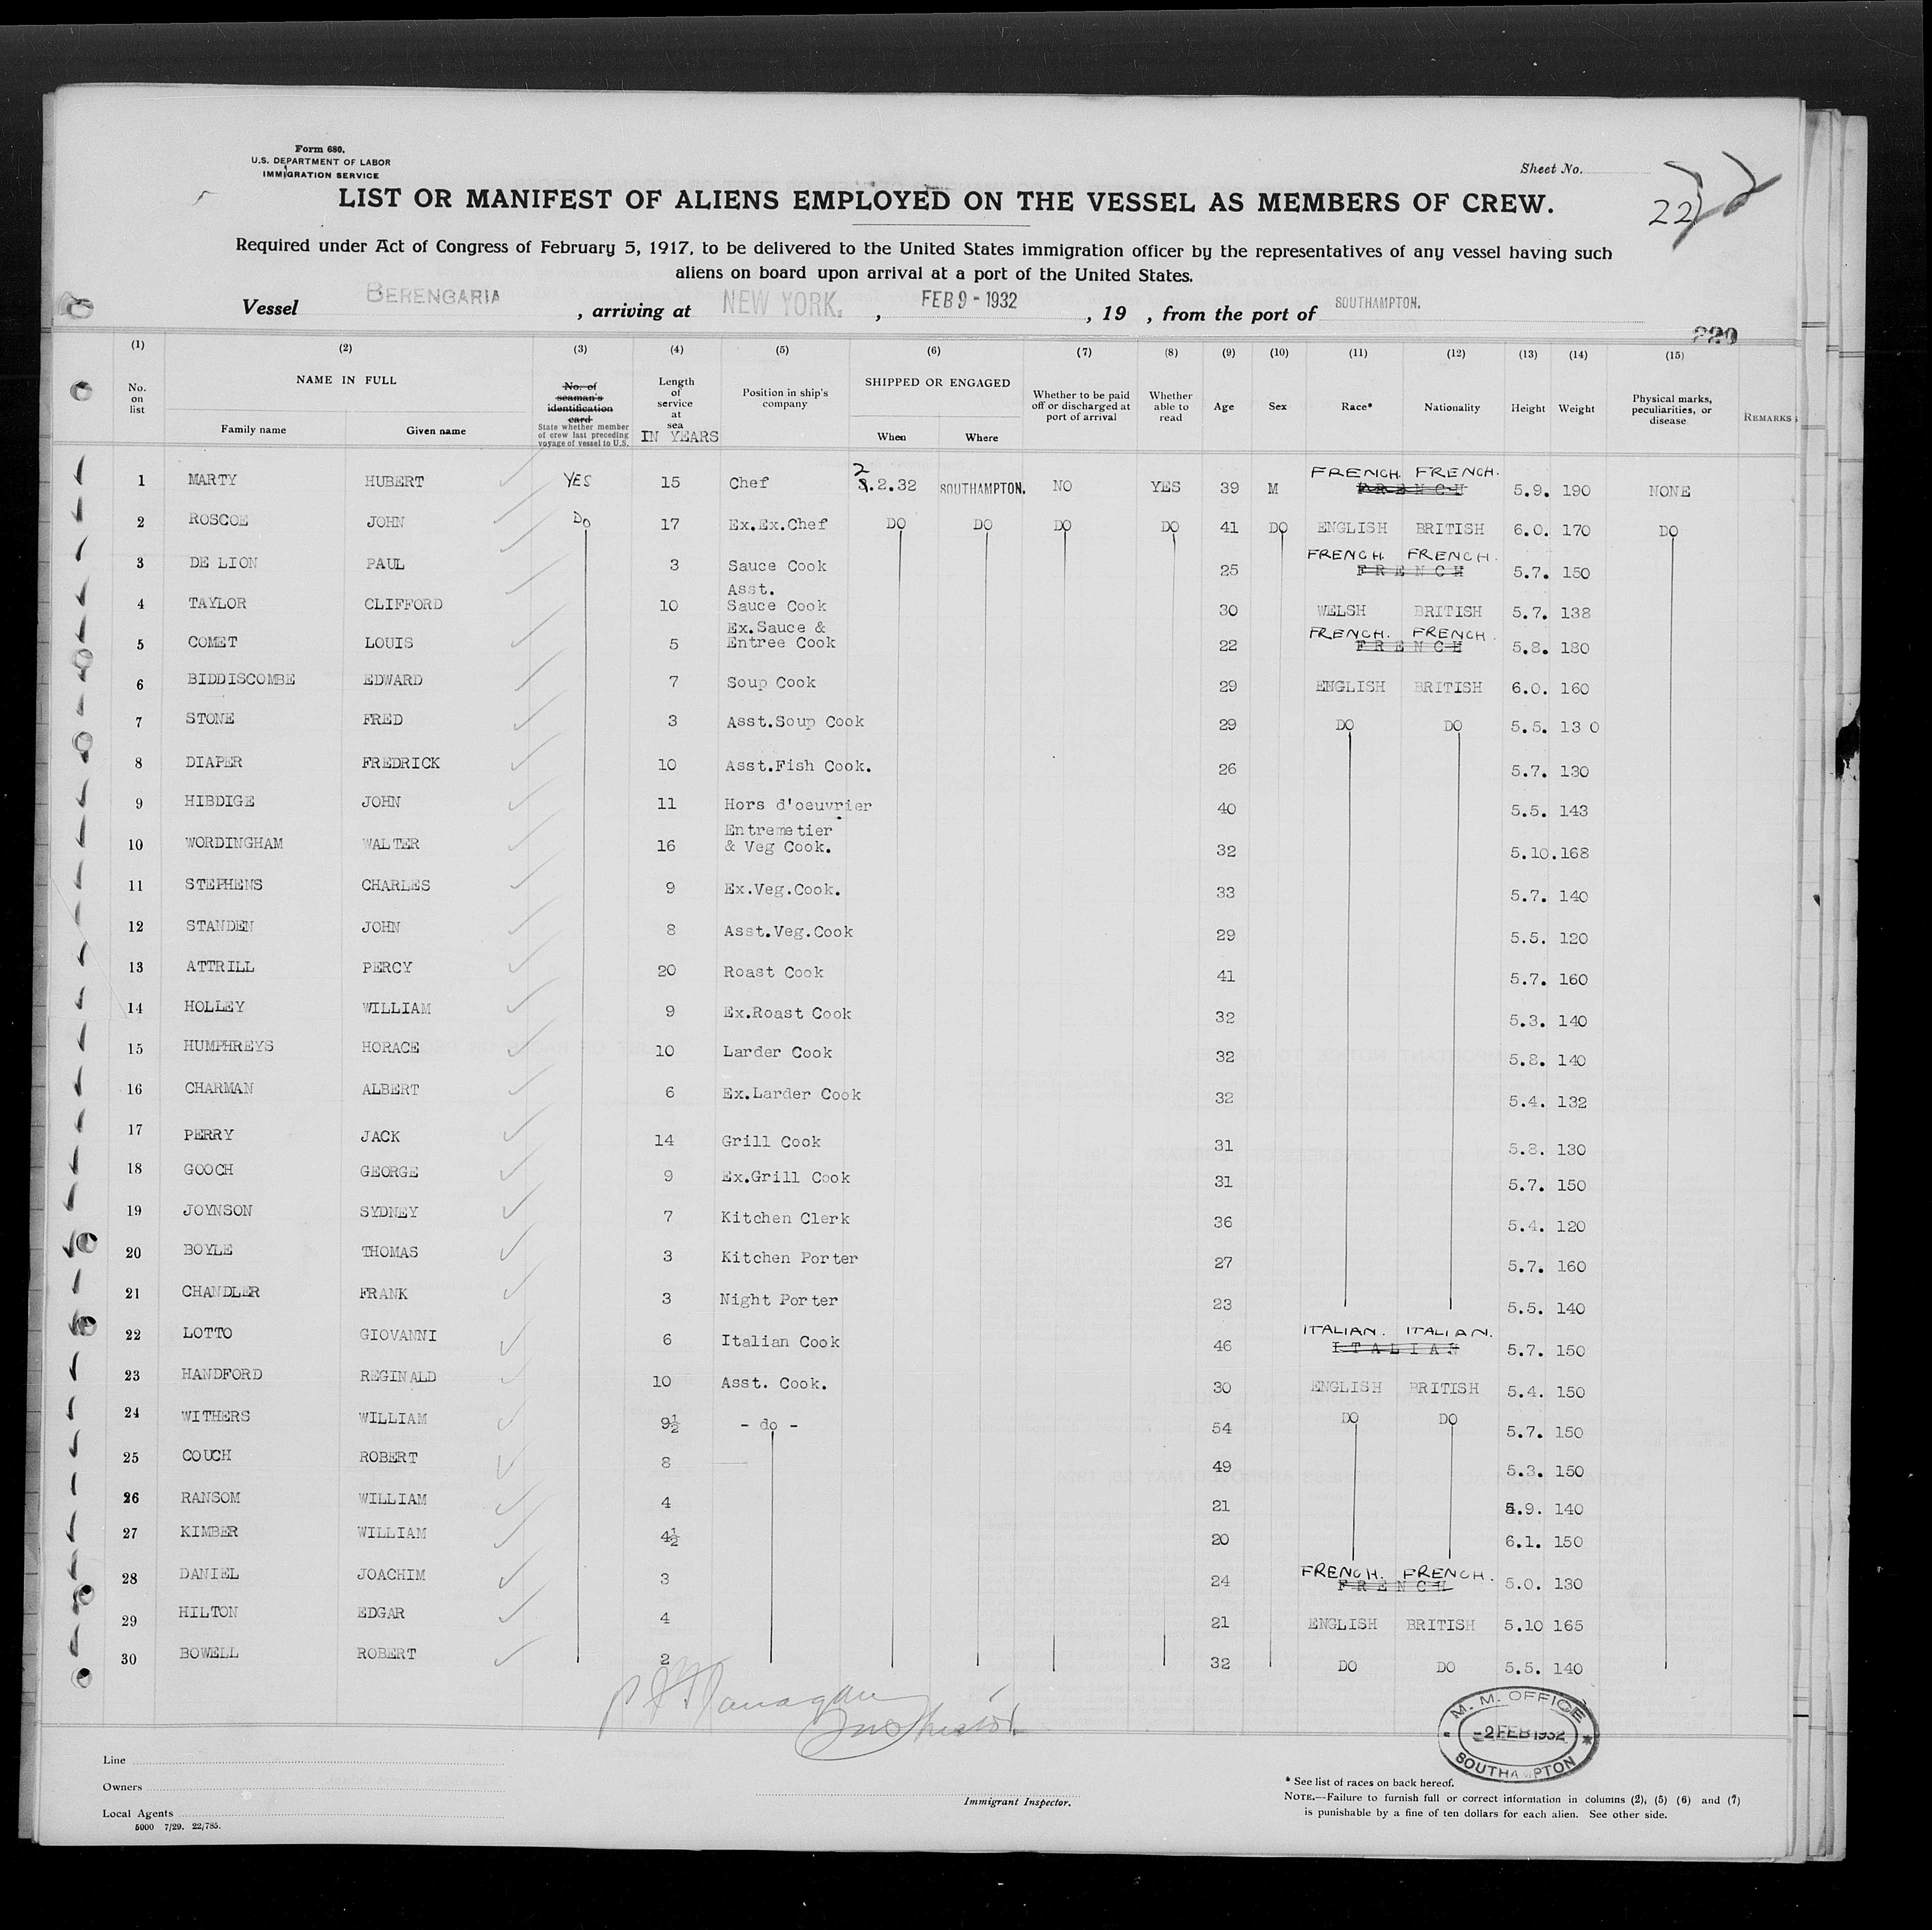 Form 680.
U.S. DEPARTMENT OF LABOR
IMMIGRATION SERVICE
Sheet No.
22
LIST OR MANIFEST OF ALIENS EMPLOYED ON THE VESSEL AS MEMBERS OF CREW.
Required under Act of Congress of February 5, 1917, to be delivered to the United States immigration officer by the representatives of any vessel having such
aliens on board upon arrival at a port of the United States.
Vessel BERENGARIA, arriving at NEW YORK., FEB 9 - 1932, 19 , from the port of SOUTHAMPTON.
220
(1) (2) (3) (4) (5) (6) (7) (8) (9) (10) (11) (12) (13) (14) (15)
No. on list
NAME IN FULL
Family name Given name
No. of seaman's identification card
State whether member of crew last preceding voyage of vessel to U.S.
Length of service at sea IN YEARS
Position in ship's company
SHIPPED OR ENGAGED
When Where
Whether to be paid off or discharged at port of arrival
Whether able to read
Age Sex Race* Nationality Height Weight
Physical marks, peculiarities, or disease
REMARKS
1 MARTY HUBERT YES 15 Chef 2.2.32 SOUTHAMPTON. NO YES 39 M FRENCH. FRENCH. FRENCH 5.9. 190 NONE
2 ROSCOE JOHN Do 17 Ex.Ex.Chef DO DO DO DO 41 DO ENGLISH BRITISH 6.0. 170 DO
3 DE LION PAUL 3 Sauce Cook 25 FRENCH. FRENCH. FRENCH 5.7. 150
4 TAYLOR CLIFFORD 10 Asst. Sauce Cook 30 WELSH BRITISH 5.7. 138
5 COMET LOUIS 5 Ex.Sauce & Entree Cook 22 FRENCH. FRENCH. FRENCH 5.8. 180
6 BIDDISCOMBE EDWARD 7 Soup Cook 29 ENGLISH BRITISH 6.0. 160
7 STONE FRED 3 Asst.Soup Cook 29 DO DO 5.5. 13 0
8 DIAPER FREDRICK 10 Asst.Fish Cook. 26 5.7. 130
9 HIBDIGE JOHN 11 Hors d'oeuvrier 40 5.5. 143
10 WORDINGHAM WALTER 16 Entremetier & Veg Cook. 32 5.10. 168
11 STEPHENS CHARLES 9 Ex.Veg.Cook. 33 5.7. 140
12 STANDEN JOHN 8 Asst.Veg.Cook 29 5.5. 120
13 ATTRILL PERCY 20 Roast Cook 41 5.7. 160
14 HOLLEY WILLIAM 9 Ex.Roast Cook 32 5.3. 140
15 HUMPHREYS HORACE 10 Larder Cook 32 5.8. 140
16 CHARMAN ALBERT 6 Ex.Larder Cook 32 5.4. 132
17 PERRY JACK 14 Grill Cook 31 5.8. 130
18 GOOCH GEORGE 9 Ex.Grill Cook 31 5.7. 150
19 JOYNSON SYDNEY 7 Kitchen Clerk 36 5.4. 120
20 BOYLE THOMAS 3 Kitchen Porter 27 5.7. 160
21 CHANDLER FRANK 3 Night Porter 23 5.5. 140
22 LOTTO GIOVANNI 6 Italian Cook 46 ITALIAN. ITALIAN. ITALIAN 5.7. 150
23 HANDFORD REGINALD 10 Asst. Cook. 30 ENGLISH BRITISH 5.4. 150
24 WITHERS WILLIAM 9½ - do - 54 DO DO 5.7. 150
25 COUCH ROBERT 8 49 5.3. 150
26 RANSOM WILLIAM 4 21 5.9. 140
27 KIMBER WILLIAM 4½ 20 6.1. 150
28 DANIEL JOACHIM 3 24 FRENCH. FRENCH. FRENCH 5.0. 130
29 HILTON EDGAR 4 21 ENGLISH BRITISH 5.10 165
30 BOWELL ROBERT 2 32 DO DO 5.5. 140
M. M. OFFICE
-2 FEB 1932
SOUTHAMPTON
Line
Owners
Local Agents
5000 7/29. 22/785.
Immigrant Inspector.
* See list of races on back hereof.
NOTE.—Failure to furnish full or correct information in columns (2), (5) (6) and (7)
is punishable by a fine of ten dollars for each alien. See other side.